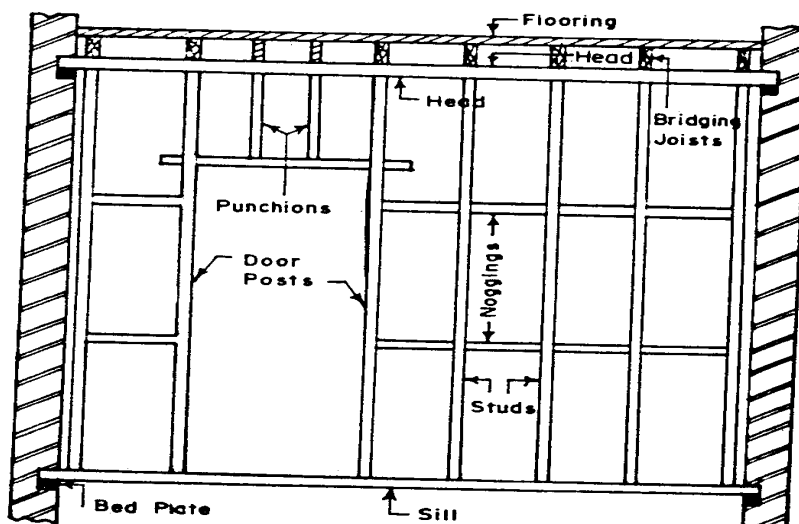 Flooring
Head
Head
Bridging
Joists
Punchions
Door
Posts
Noggings
Studs
Bed Plate
Sill